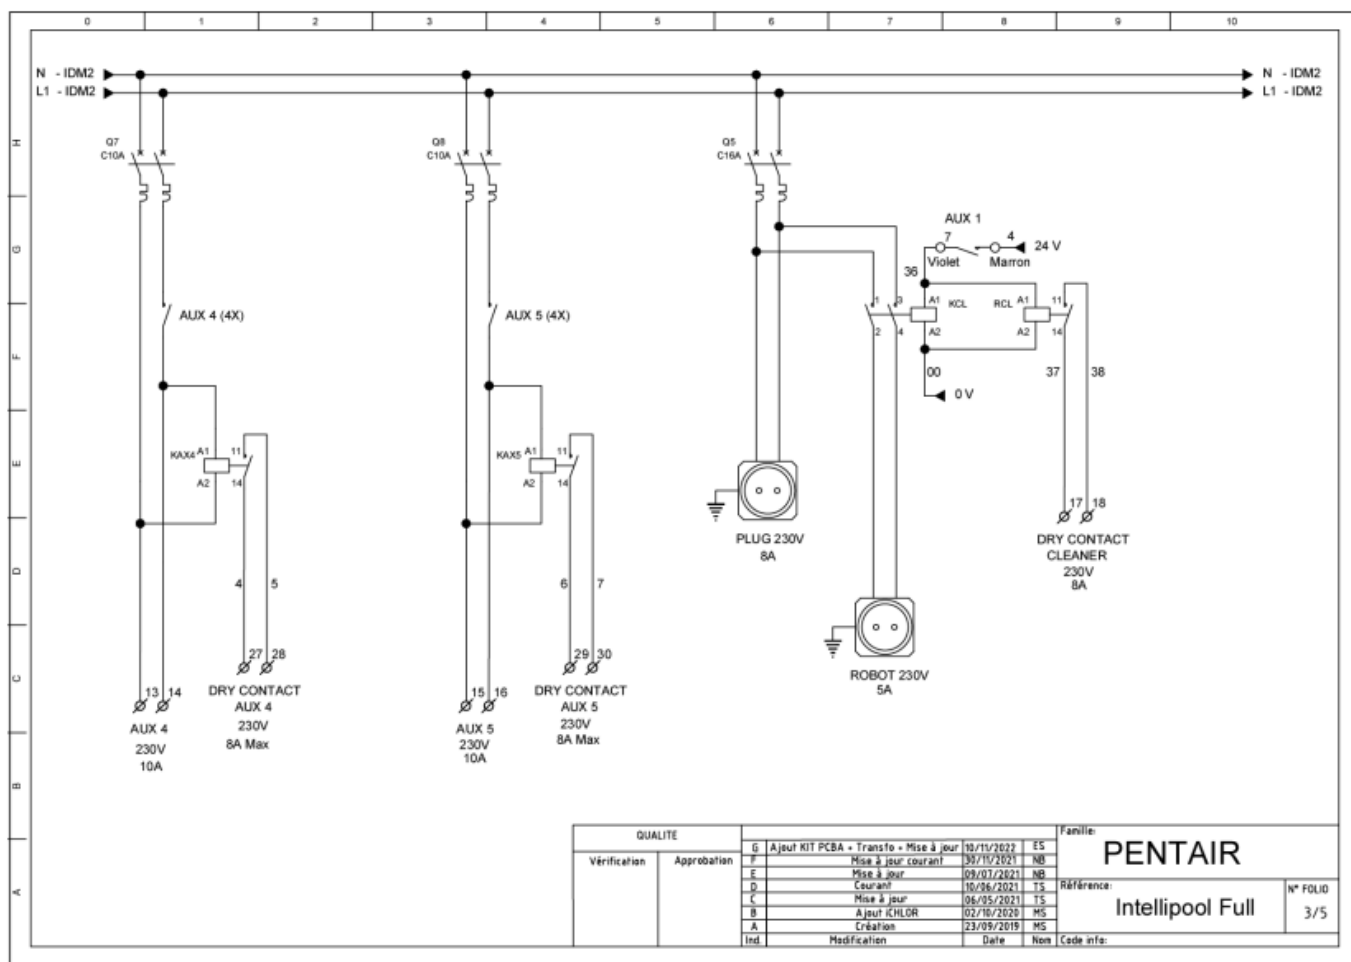 0 1 2 3 4 5 6 7 8 9 10
N - IDM2
L1 - IDM2
N - IDM2
L1 - IDM2
H
G
F
E
D
C
B
A
Q7
C10A
Q8
C10A
Q5
C16A
AUX 4 (4X)
AUX 5 (4X)
AUX 1
7 4 24 V
Violet Marron
36
1 3 A1 KCL RCL A1 11
2 4 A2 A2 14
00 37 38
0 V
KAX4 A1 11
A2 14
KAX5 A1 11
A2 14
4 5
6 7
PLUG 230V
8A
17 18
DRY CONTACT
CLEANER
230V
8A
ROBOT 230V
5A
13 14
AUX 4
230V
10A
27 28
DRY CONTACT
AUX 4
230V
8A Max
15 16
AUX 5
230V
10A
29 30
DRY CONTACT
AUX 5
230V
8A Max
QUALITE
Vérification Approbation
G Ajout KIT PCBA + Transfo + Mise à jour 10/11/2022 ES
F Mise à jour courant 30/11/2021 NB
E Mise à jour 09/07/2021 NB
D Courant 10/06/2021 TS
C Mise à jour 06/05/2021 TS
B Ajout iCHLOR 02/10/2020 MS
A Création 23/09/2019 MS
Ind. Modification Date Nom
Famille:
PENTAIR
Référence:
Intellipool Full
N° FOLIO
3/5
Code info: